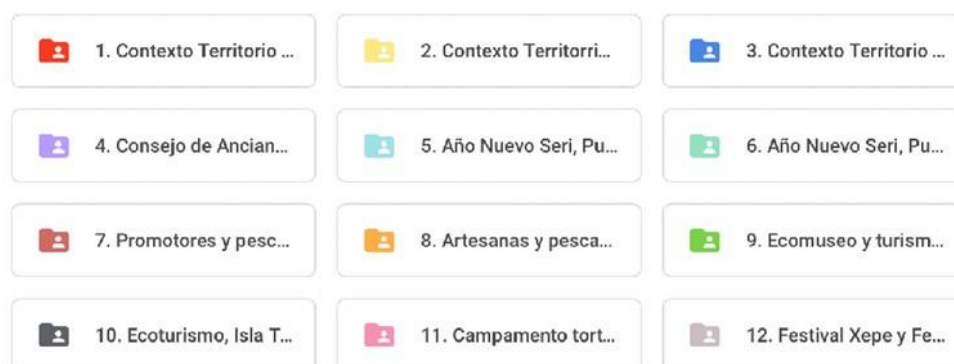 1. Contexto Territorio ...
2. Contexto Territorri...
3. Contexto Territorio ...
4. Consejo de Ancian...
5. Año Nuevo Seri, Pu...
6. Año Nuevo Seri, Pu...
7. Promotores y pesc...
8. Artesanas y pesca...
9. Ecomuseo y turism...
10. Ecoturismo, Isla T...
11. Campamento tort...
12. Festival Xepe y Fe...